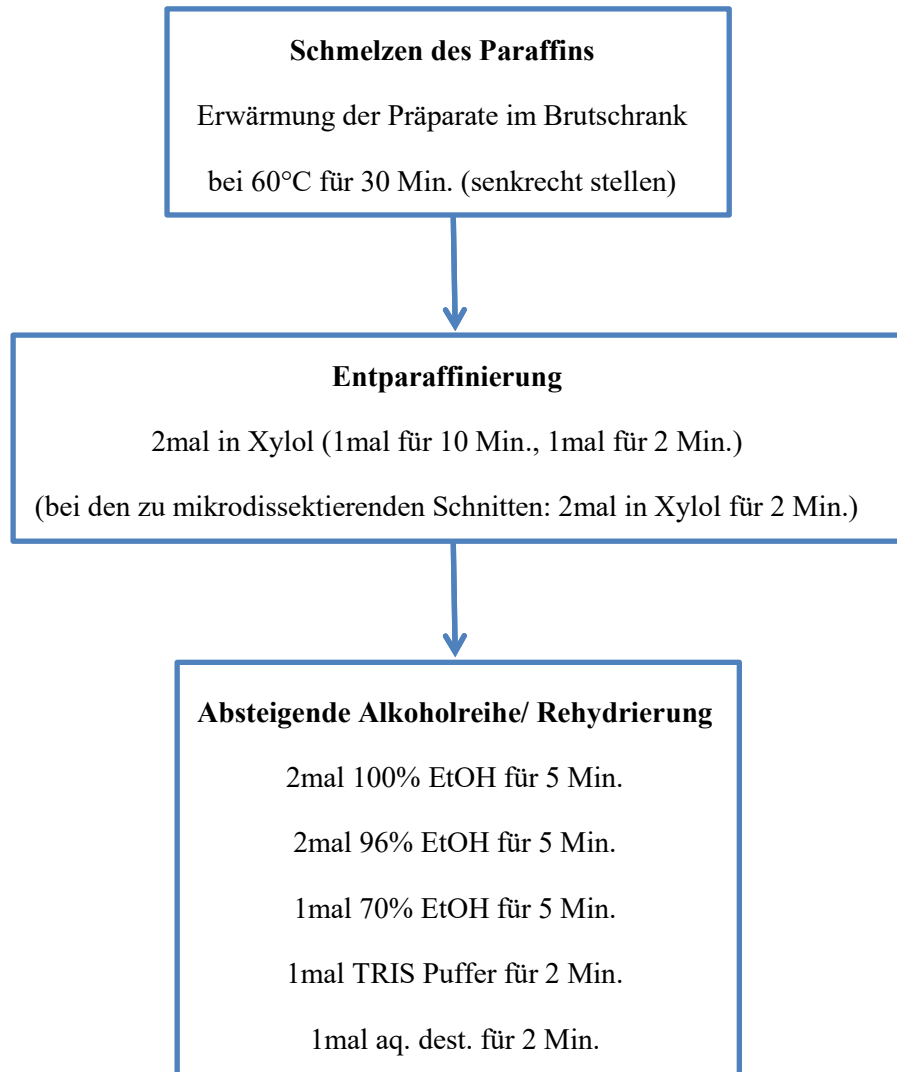 Schmelzen des Paraffins
Erwärmung der Präparate im Brutschrank
bei 60°C für 30 Min. (senkrecht stellen)
Entparaffinierung
2mal in Xylol (1mal für 10 Min., 1mal für 2 Min.)
(bei den zu mikrodissektierenden Schnitten: 2mal in Xylol für 2 Min.)
Absteigende Alkoholreihe/ Rehydrierung
2mal 100% EtOH für 5 Min.
2mal 96% EtOH für 5 Min.
1mal 70% EtOH für 5 Min.
1mal TRIS Puffer für 2 Min.
1mal aq. dest. für 2 Min.